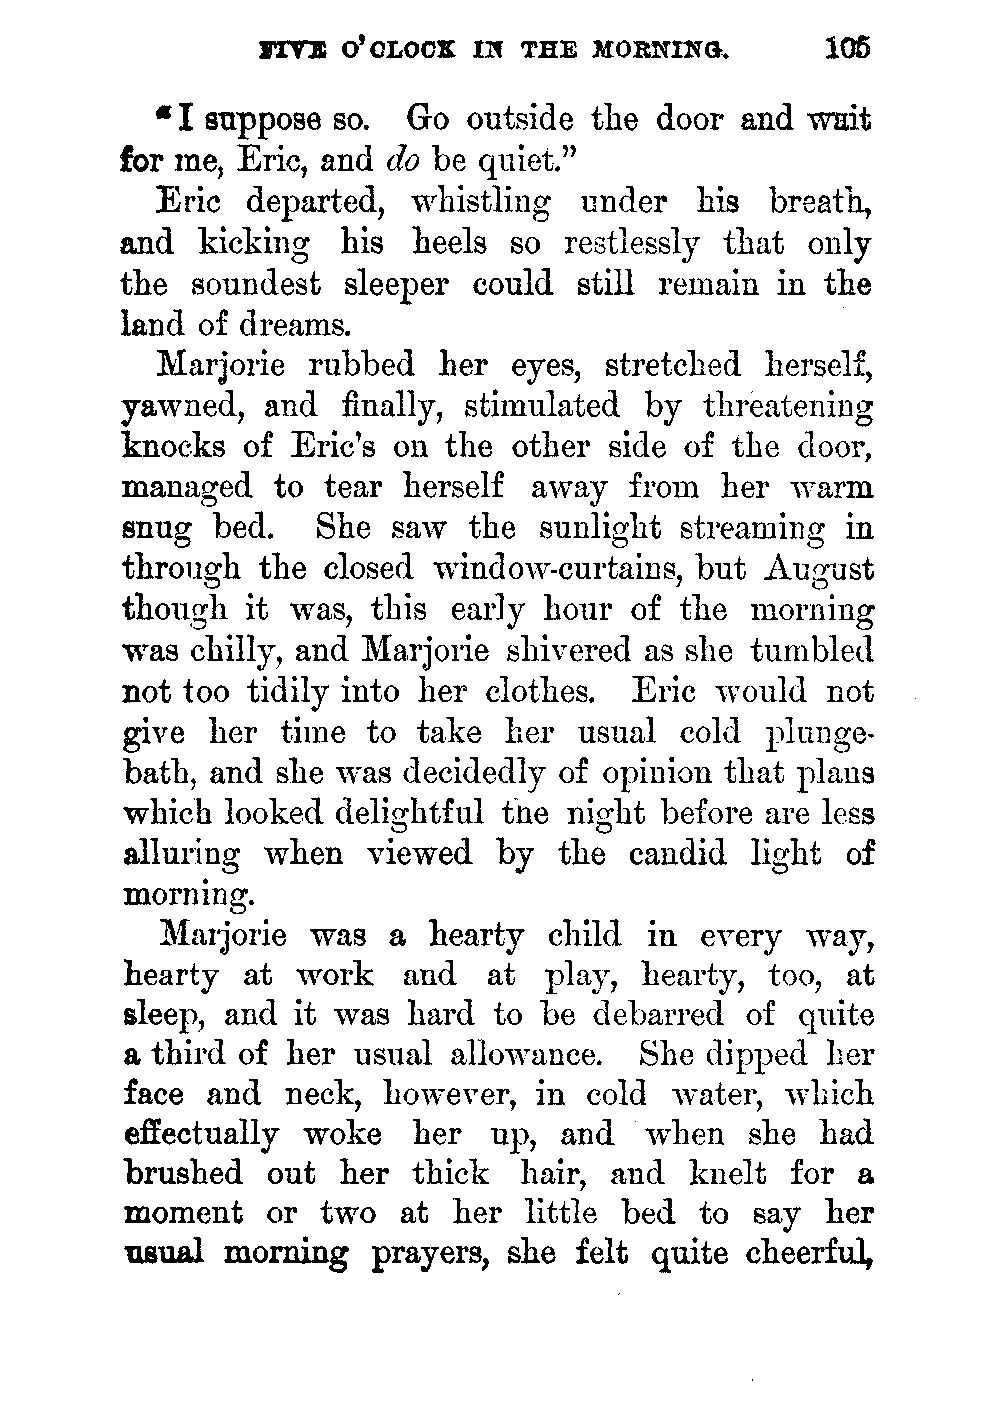 FIVE O'CLOCK IN THE MORNING. 105
"I suppose so. Go outside the door and wait
for me, Eric, and do be quiet."
Eric departed, whistling under his breath,
and kicking his heels so restlessly that only
the soundest sleeper could still remain in the
land of dreams.
Marjorie rubbed her eyes, stretched herself,
yawned, and finally, stimulated by threatening
knocks of Eric's on the other side of the door,
managed to tear herself away from her warm
snug bed. She saw the sunlight streaming in
through the closed window-curtains, but August
though it was, this early hour of the morning
was chilly, and Marjorie shivered as she tumbled
not too tidily into her clothes. Eric would not
give her time to take her usual cold plunge-
bath, and she was decidedly of opinion that plans
which looked delightful the night before are less
alluring when viewed by the candid light of
morning.
Marjorie was a hearty child in every way,
hearty at work and at play, hearty, too, at
sleep, and it was hard to be debarred of quite
a third of her usual allowance. She dipped her
face and neck, however, in cold water, which
effectually woke her up, and when she had
brushed out her thick hair, and knelt for a
moment or two at her little bed to say her
usual morning prayers, she felt quite cheerful,